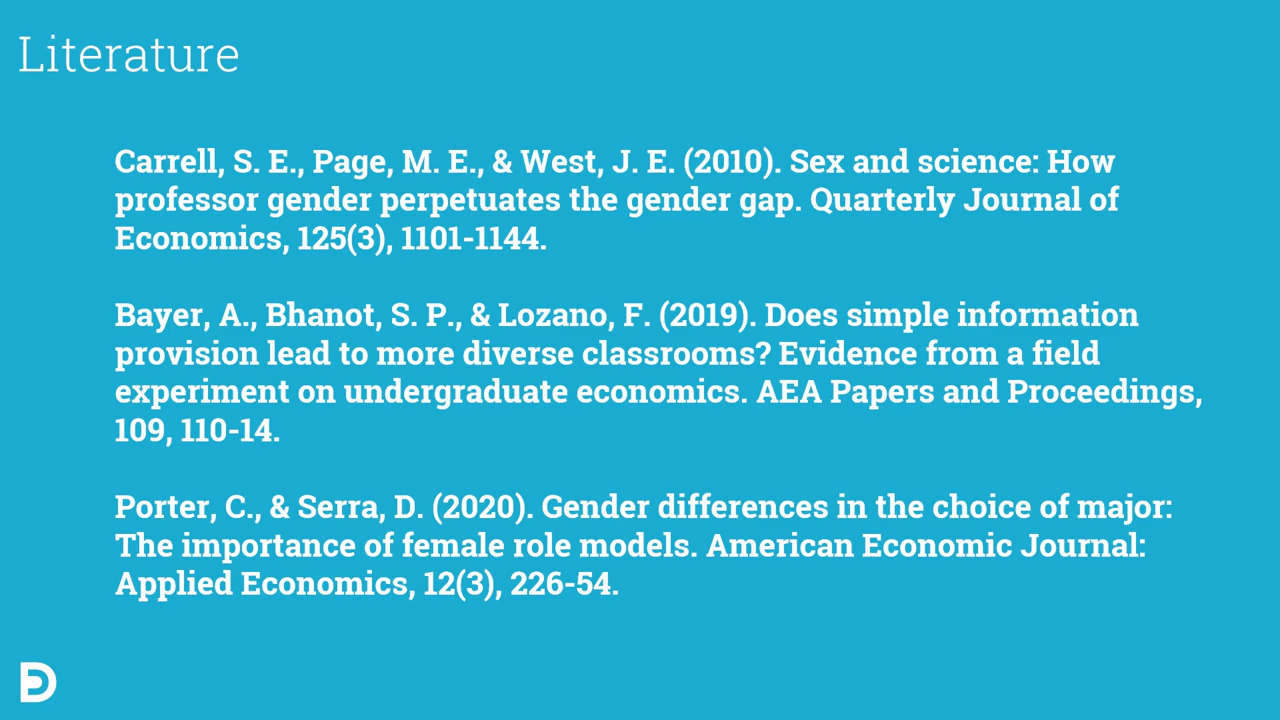 Literature
Carrell, S. E., Page, M. E., & West, J. E. (2010). Sex and science: How
professor gender perpetuates the gender gap. Quarterly Journal of
Economics, 125(3), 1101-1144.
Bayer, A., Bhanot, S. P., & Lozano, F. (2019). Does simple information
provision lead to more diverse classrooms? Evidence from a field
experiment on undergraduate economics. AEA Papers and Proceedings,
109, 110-14.
Porter, C., & Serra, D. (2020). Gender differences in the choice of major:
The importance of female role models. American Economic Journal:
Applied Economics, 12(3), 226-54.